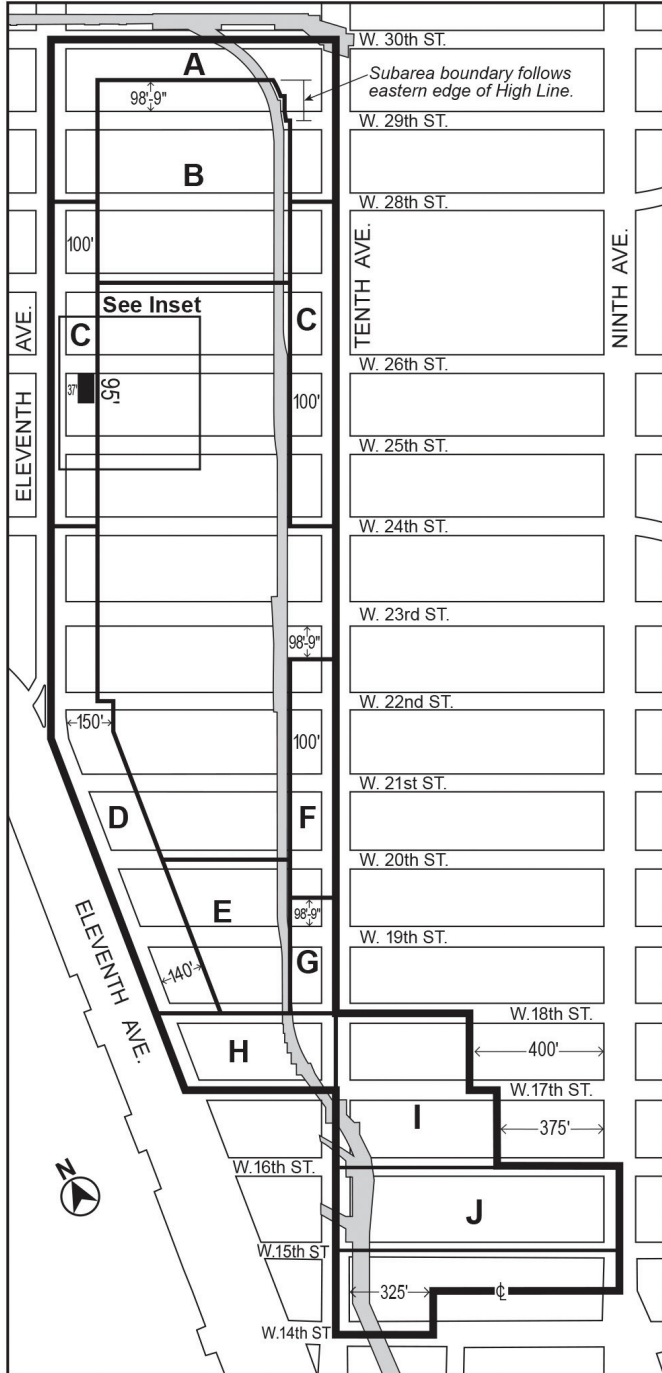 W. 30th ST.
A
Subarea boundary follows
eastern edge of High Line.
98'-9"
W. 29th ST.
B
W. 28th ST.
100'
TENTH AVE.
NINTH AVE.
See Inset
ELEVENTH AVE.
C
C
W. 26th ST.
37'
95'
100'
W. 25th ST.
W. 24th ST.
W. 23rd ST.
98'-9"
W. 22nd ST.
150'
100'
W. 21st ST.
D
F
W. 20th ST.
E
98'-9"
ELEVENTH AVE.
W. 19th ST.
G
140'
W.18th ST.
H
400'
W.17th ST.
I
375'
N
W.16th ST.
J
W.15th ST
325'
℄
W.14th ST